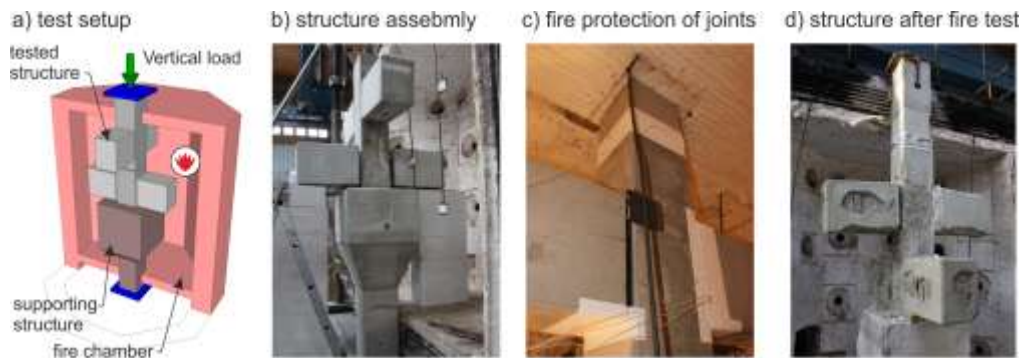 a) test setup
b) structure assebmly
c) fire protection of joints
d) structure after fire test
tested
structure
Vertical load
supporting
structure
fire chamber